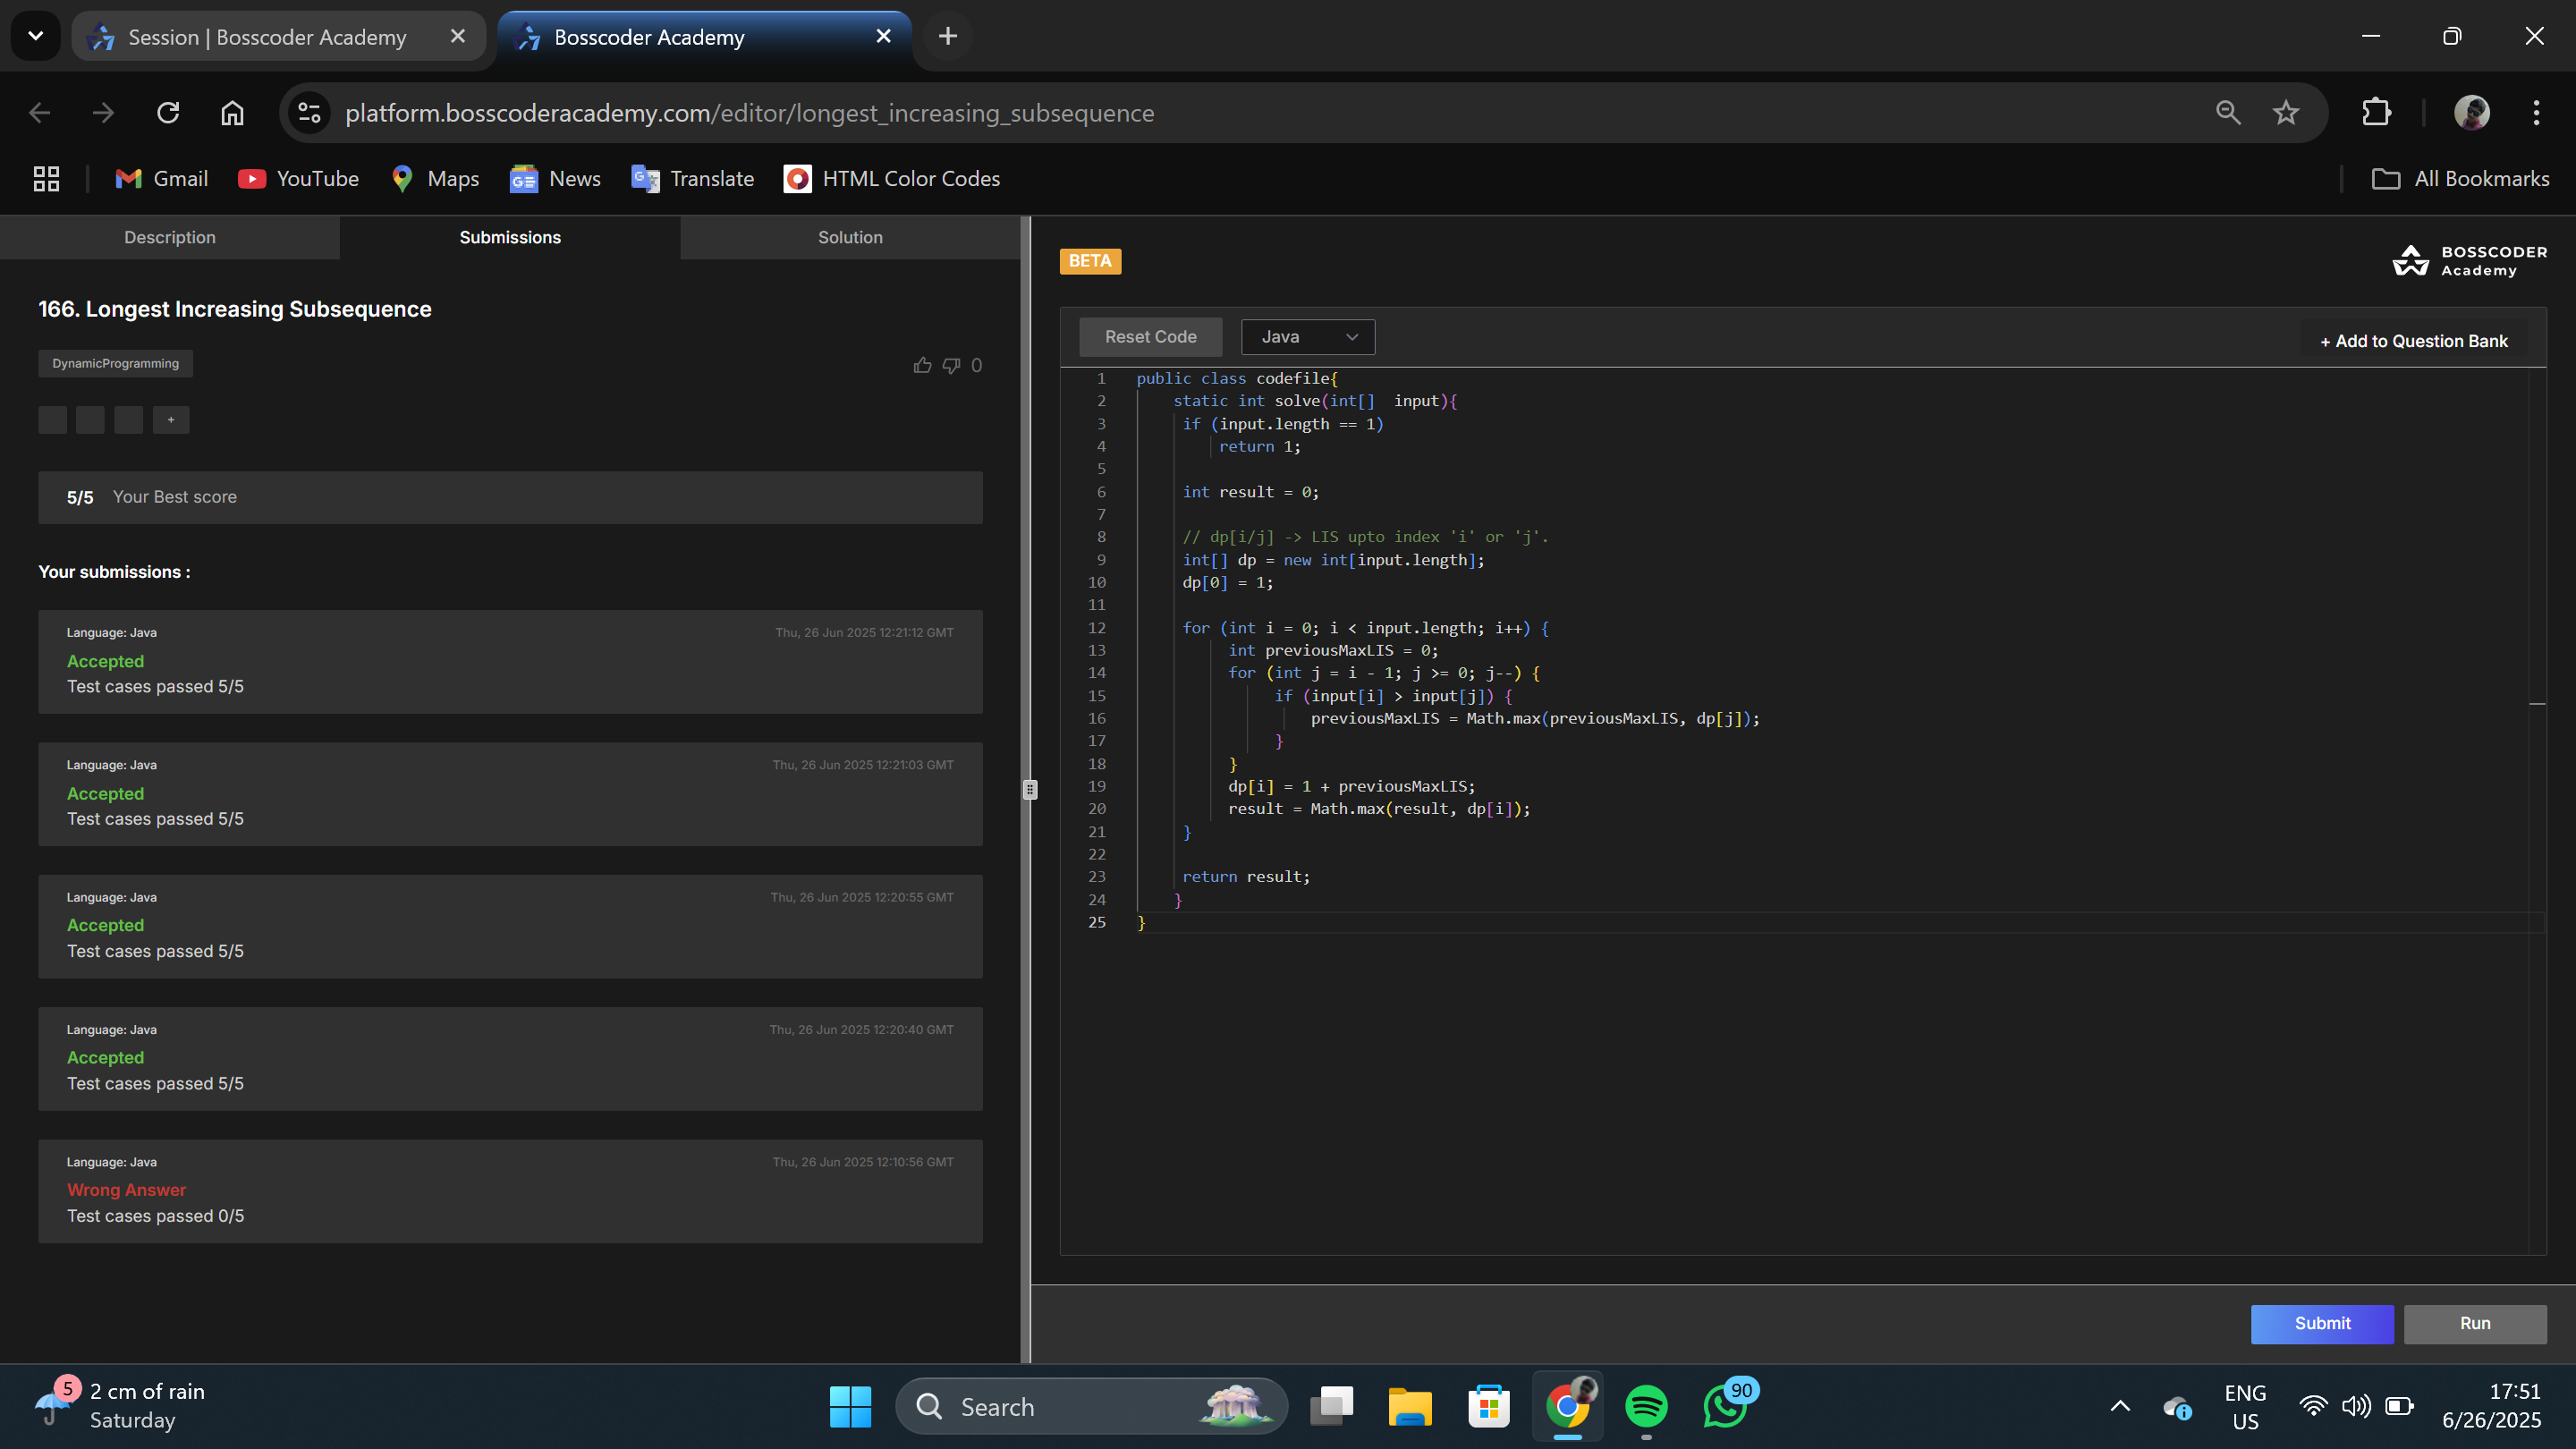 Session | Bosscoder Academy
Bosscoder Academy
platform.bosscoderacademy.com/editor/longest_increasing_subsequence
Gmail
YouTube
Maps
News
Translate
HTML Color Codes
All Bookmarks
Description
Submissions
Solution
166. Longest Increasing Subsequence
DynamicProgramming
0
+
5/5 Your Best score
Your submissions :
Language: Java
Thu, 26 Jun 2025 12:21:12 GMT
Accepted
Test cases passed 5/5
Language: Java
Thu, 26 Jun 2025 12:21:03 GMT
Accepted
Test cases passed 5/5
Language: Java
Thu, 26 Jun 2025 12:20:55 GMT
Accepted
Test cases passed 5/5
Language: Java
Thu, 26 Jun 2025 12:20:40 GMT
Accepted
Test cases passed 5/5
Language: Java
Thu, 26 Jun 2025 12:10:56 GMT
Wrong Answer
Test cases passed 0/5
BETA
BOSSCODER
Academy
Reset Code
Java
+ Add to Question Bank
1 public class codefile{
2 static int solve(int[]  input){
3 if (input.length == 1)
4 return 1;
5
6 int result = 0;
7
8 // dp[i/j] -> LIS upto index 'i' or 'j'.
9 int[] dp = new int[input.length];
10 dp[0] = 1;
11
12 for (int i = 0; i < input.length; i++) {
13 int previousMaxLIS = 0;
14 for (int j = i - 1; j >= 0; j--) {
15 if (input[i] > input[j]) {
16 previousMaxLIS = Math.max(previousMaxLIS, dp[j]);
17 }
18 }
19 dp[i] = 1 + previousMaxLIS;
20 result = Math.max(result, dp[i]);
21 }
22
23 return result;
24 }
25 }
Submit
Run
5
2 cm of rain
Saturday
Search
90
ENG
US
17:51
6/26/2025